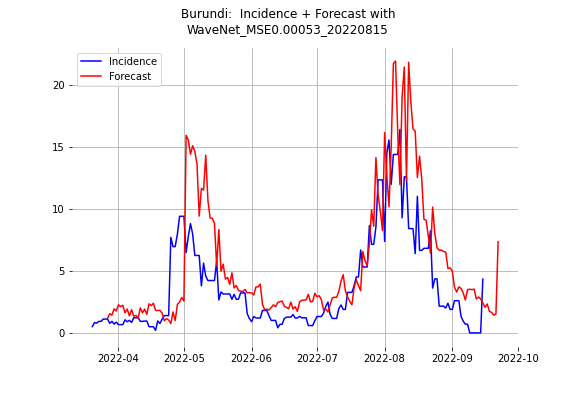 Burundi:  Incidence + Forecast with
WaveNet_MSE0.00053_20220815
Incidence
Forecast
20
15
10
5
0
2022-04 2022-05 2022-06 2022-07 2022-08 2022-09 2022-10